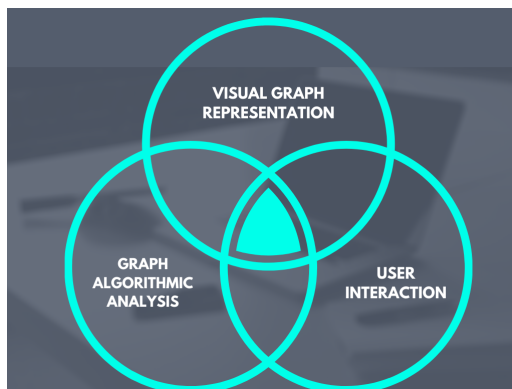 VISUAL GRAPH
REPRESENTATION
GRAPH
ALGORITHMIC
ANALYSIS
USER
INTERACTION